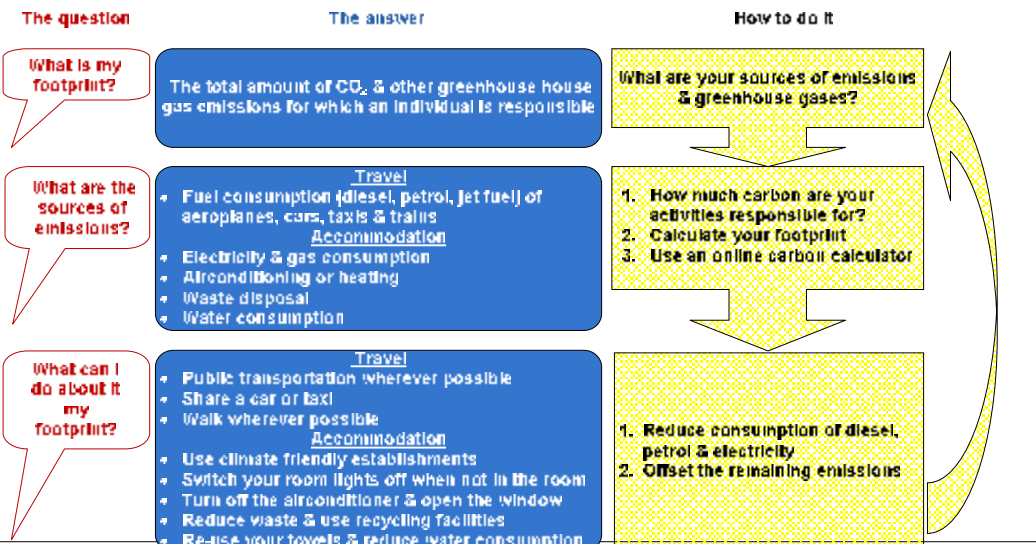 The question
The answer
How to do it
What is my
footprint?
The total amount of CO₂ & other greenhouse house
gas emissions for which an individual is responsible
What are your sources of emissions
& greenhouse gases?
What are the
sources of
emissions?
Travel
• Fuel consumption (diesel, petrol, jet fuel) of
aeroplanes, cars, taxis & trains
Accommodation
• Electricity & gas consumption
• Airconditioning or heating
• Waste disposal
• Water consumption
1. How much carbon are your
activities responsible for?
2. Calculate your footprint
3. Use an online carbon calculator
What can I
do about it
my
footprint?
Travel
• Public transportation wherever possible
• Share a car or taxi
• Walk wherever possible
Accommodation
• Use climate friendly establishments
• Switch your room lights off when not in the room
• Turn off the airconditioner & open the window
• Reduce waste & use recycling facilities
• Re-use your towels & reduce water consumption
1. Reduce consumption of diesel,
petrol & electricity
2. Offset the remaining emissions